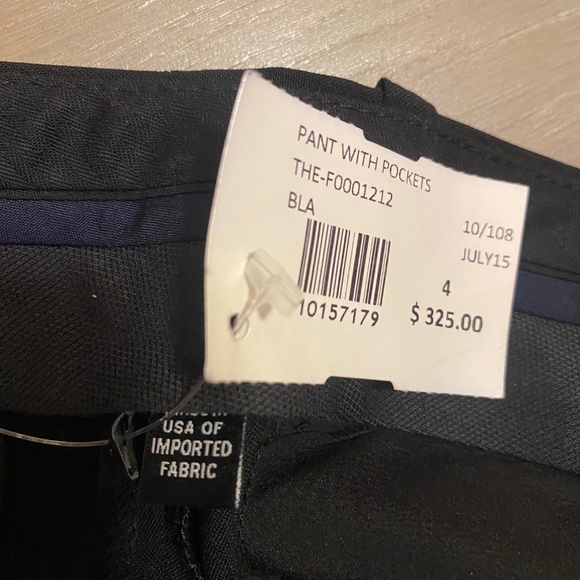 PANT WITH POCKETS
THE-F0001212
BLA
10/108
JULY15
4
10157179
$ 325.00
USA OF
IMPORTED
FABRIC